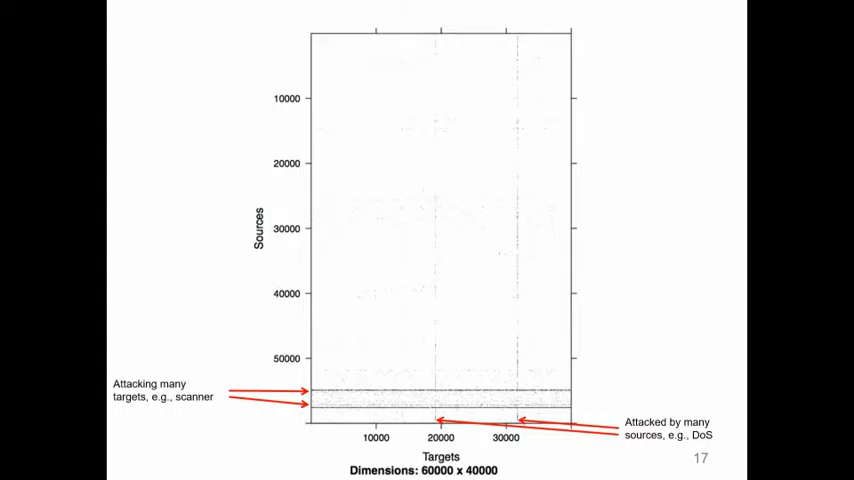 10000
20000
30000
40000
50000
Sources
Attacking many
targets, e.g., scanner
10000 20000 30000
Attacked by many
sources, e.g., DoS
Targets
Dimensions: 60000 x 40000
17